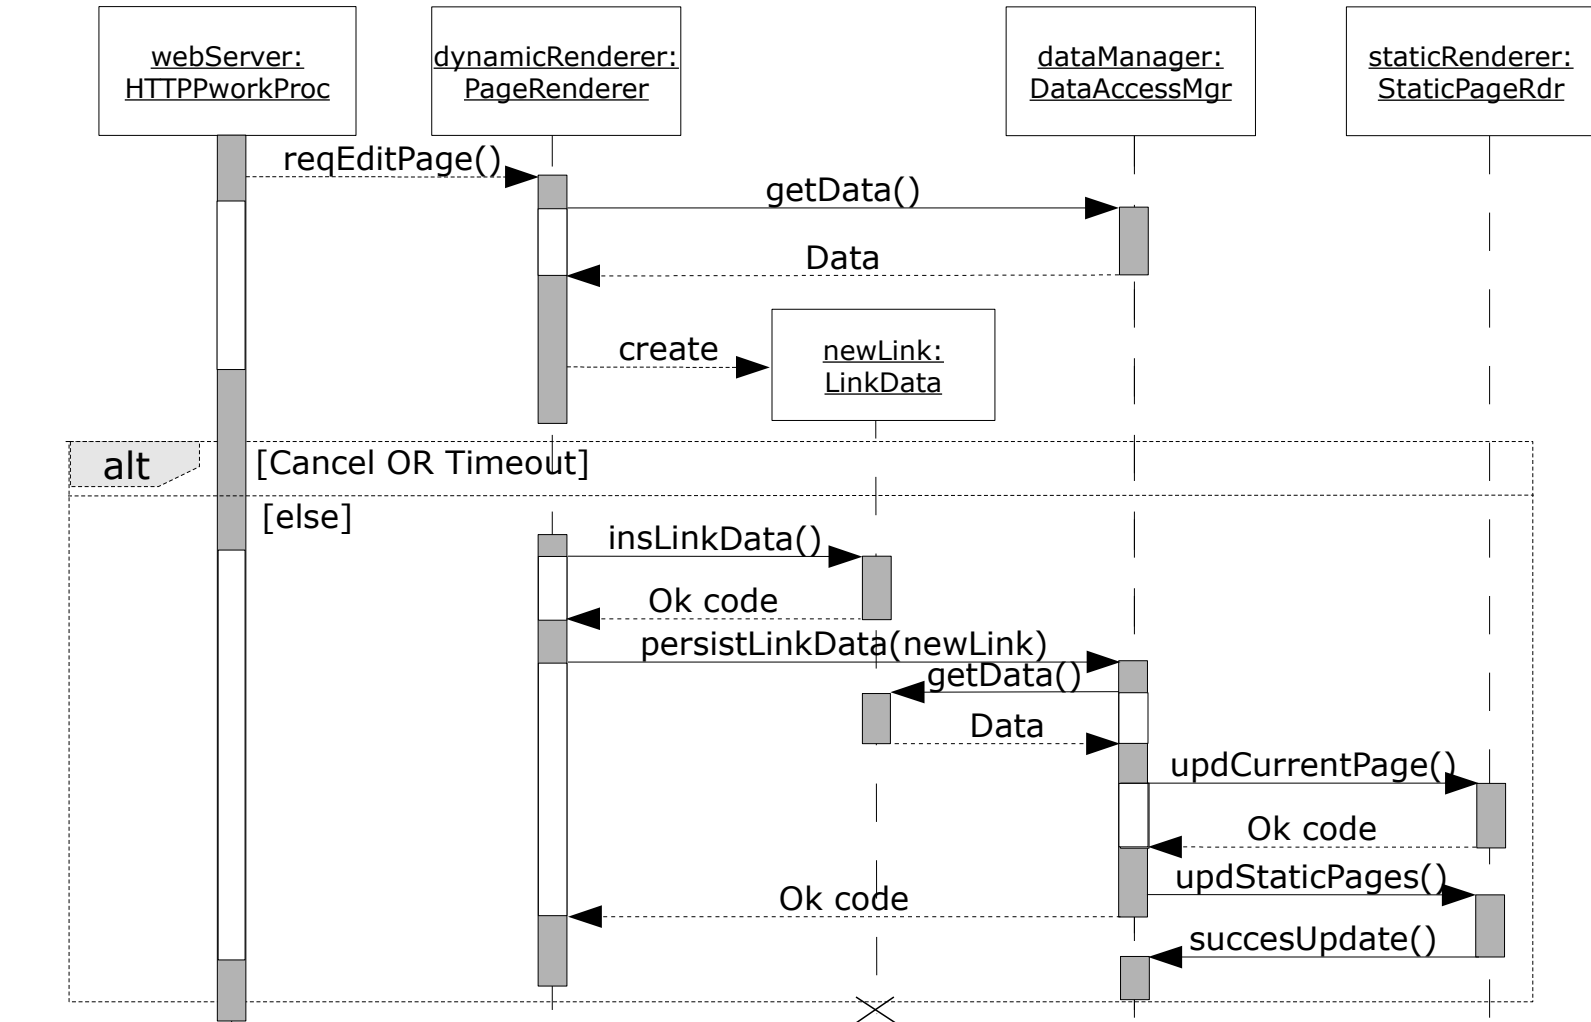 webServer:
HTTPPworkProc
dynamicRenderer:
PageRenderer
dataManager:
DataAccessMgr
staticRenderer:
StaticPageRdr
reqEditPage()
getData()
Data
create
newLink:
LinkData
alt
[Cancel OR Timeout]
[else]
insLinkData()
Ok code
persistLinkData(newLink)
getData()
Data
updCurrentPage()
Ok code
updStaticPages()
Ok code
succesUpdate()